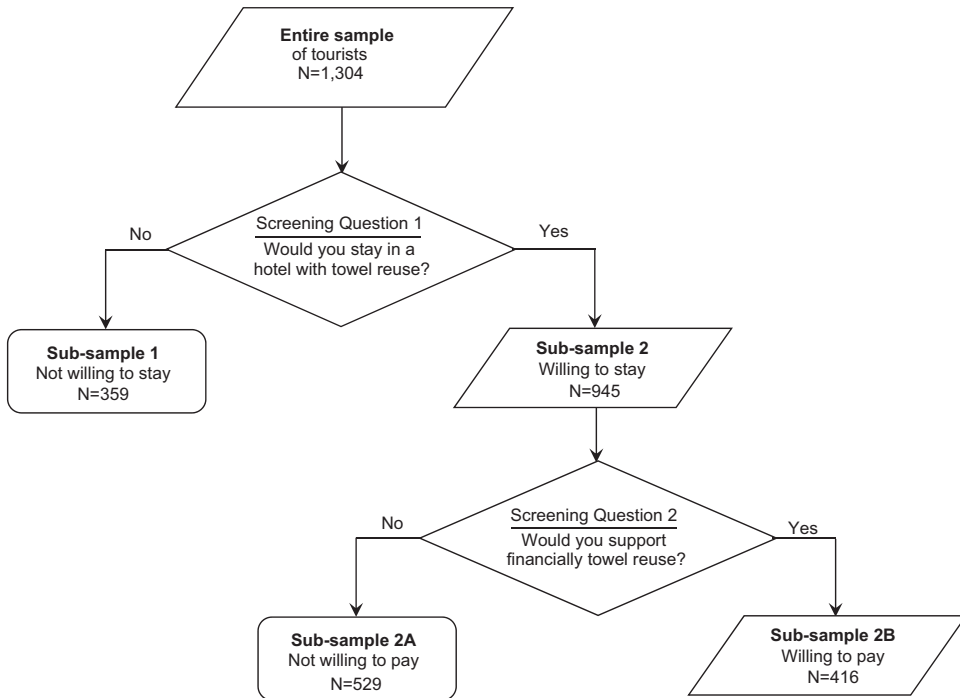 Entire sample
of tourists
N=1,304
Screening Question 1
Would you stay in a
hotel with towel reuse?
No
Yes
Sub-sample 1
Not willing to stay
N=359
Sub-sample 2
Willing to stay
N=945
Screening Question 2
Would you support
financially towel reuse?
No
Yes
Sub-sample 2A
Not willing to pay
N=529
Sub-sample 2B
Willing to pay
N=416